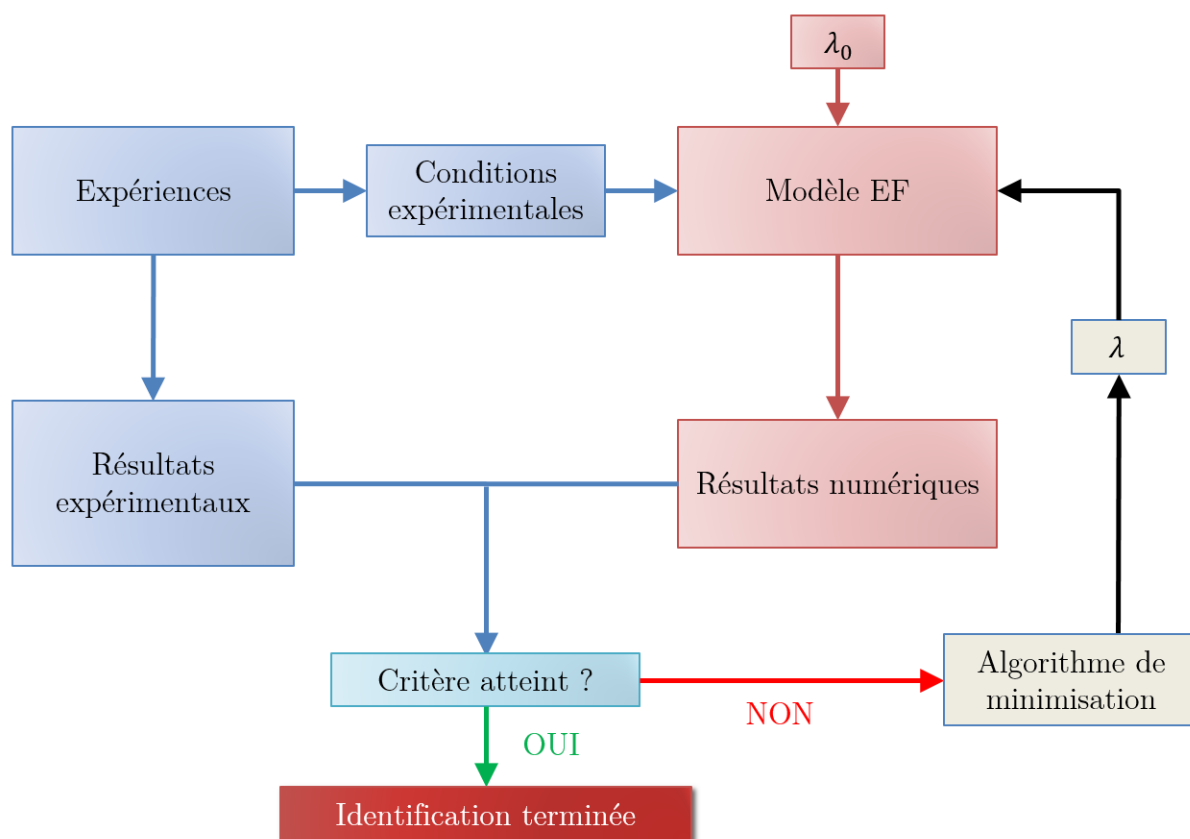 λ₀
Expériences
Conditions
expérimentales
Modèle EF
λ
Résultats
expérimentaux
Résultats numériques
Critère atteint ?
NON
Algorithme de
minimisation
OUI
Identification terminée